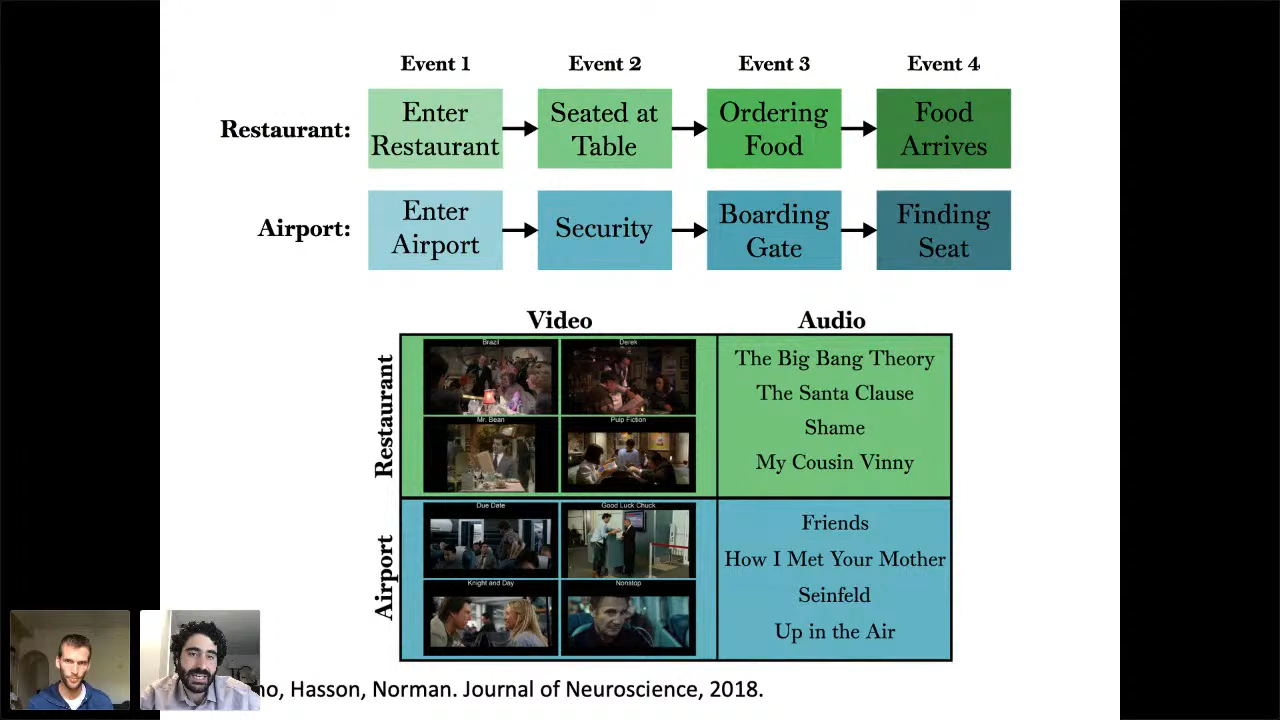 Event 1 Event 2 Event 3 Event 4
Restaurant:
Enter
Restaurant
Seated at
Table
Ordering
Food
Food
Arrives
Airport:
Enter
Airport
Security
Boarding
Gate
Finding
Seat
Video Audio
Restaurant
Brazil
Derek
Mr. Bean
Pulp Fiction
The Big Bang Theory
The Santa Clause
Shame
My Cousin Vinny
Airport
Due Date
Good Luck Chuck
Knight and Day
Nonstop
Friends
How I Met Your Mother
Seinfeld
Up in the Air
Hasson, Norman. Journal of Neuroscience, 2018.